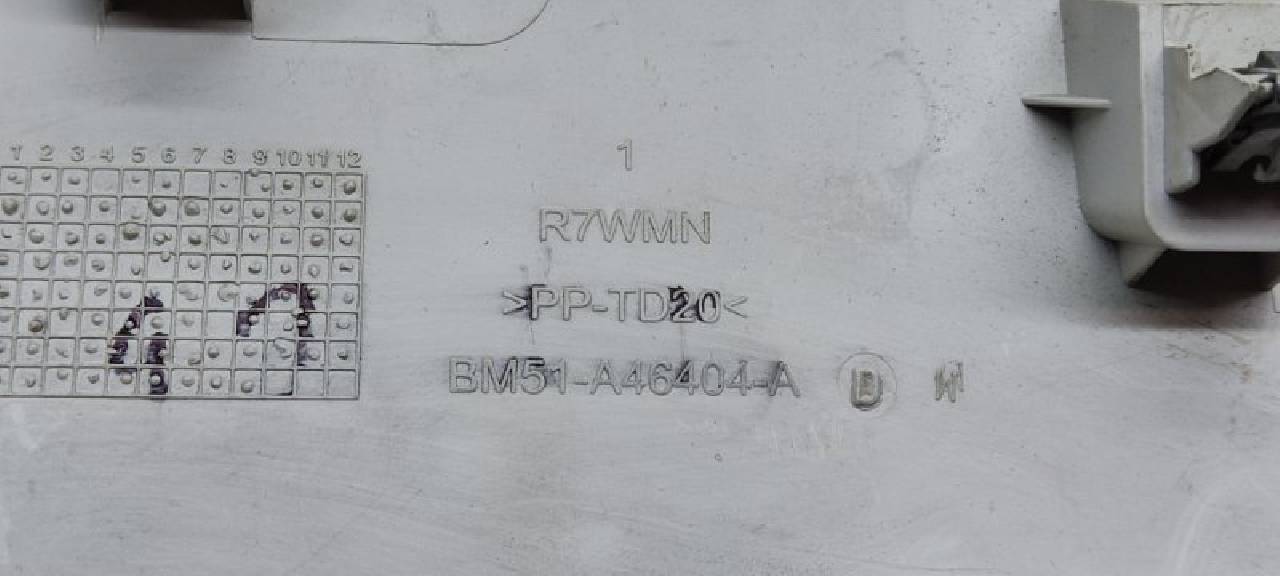 1 2 3 4 5 6 7 8 9 10 11 12
1
R7WMN
>PP-TD20<
BM51-A46404-A